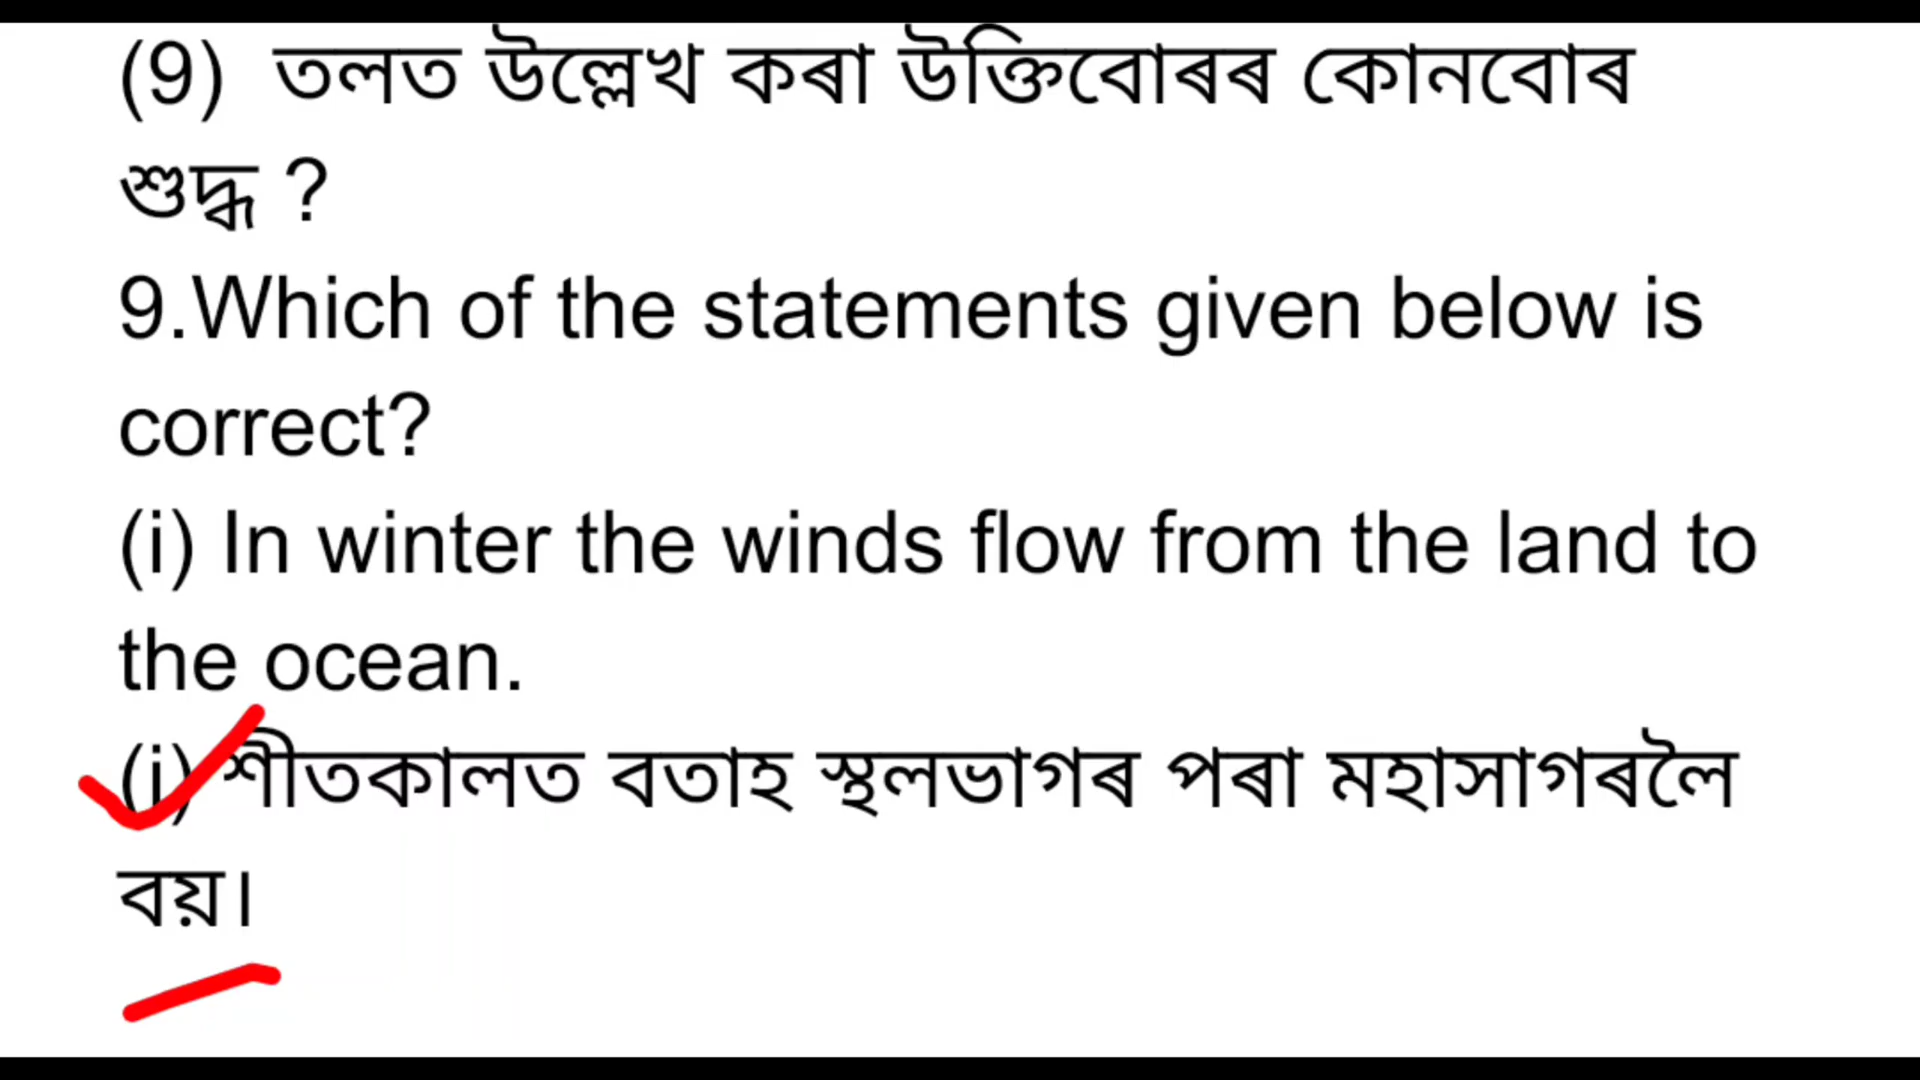 (9) তলত উল্লেখ কৰা উক্তিবোৰৰ কোনবোৰ
শুদ্ধ ?
9.Which of the statements given below is
correct?
(i) In winter the winds flow from the land to
the ocean.
(i) শীতকালত বতাহ স্থলভাগৰ পৰা মহাসাগৰলৈ
বয়।